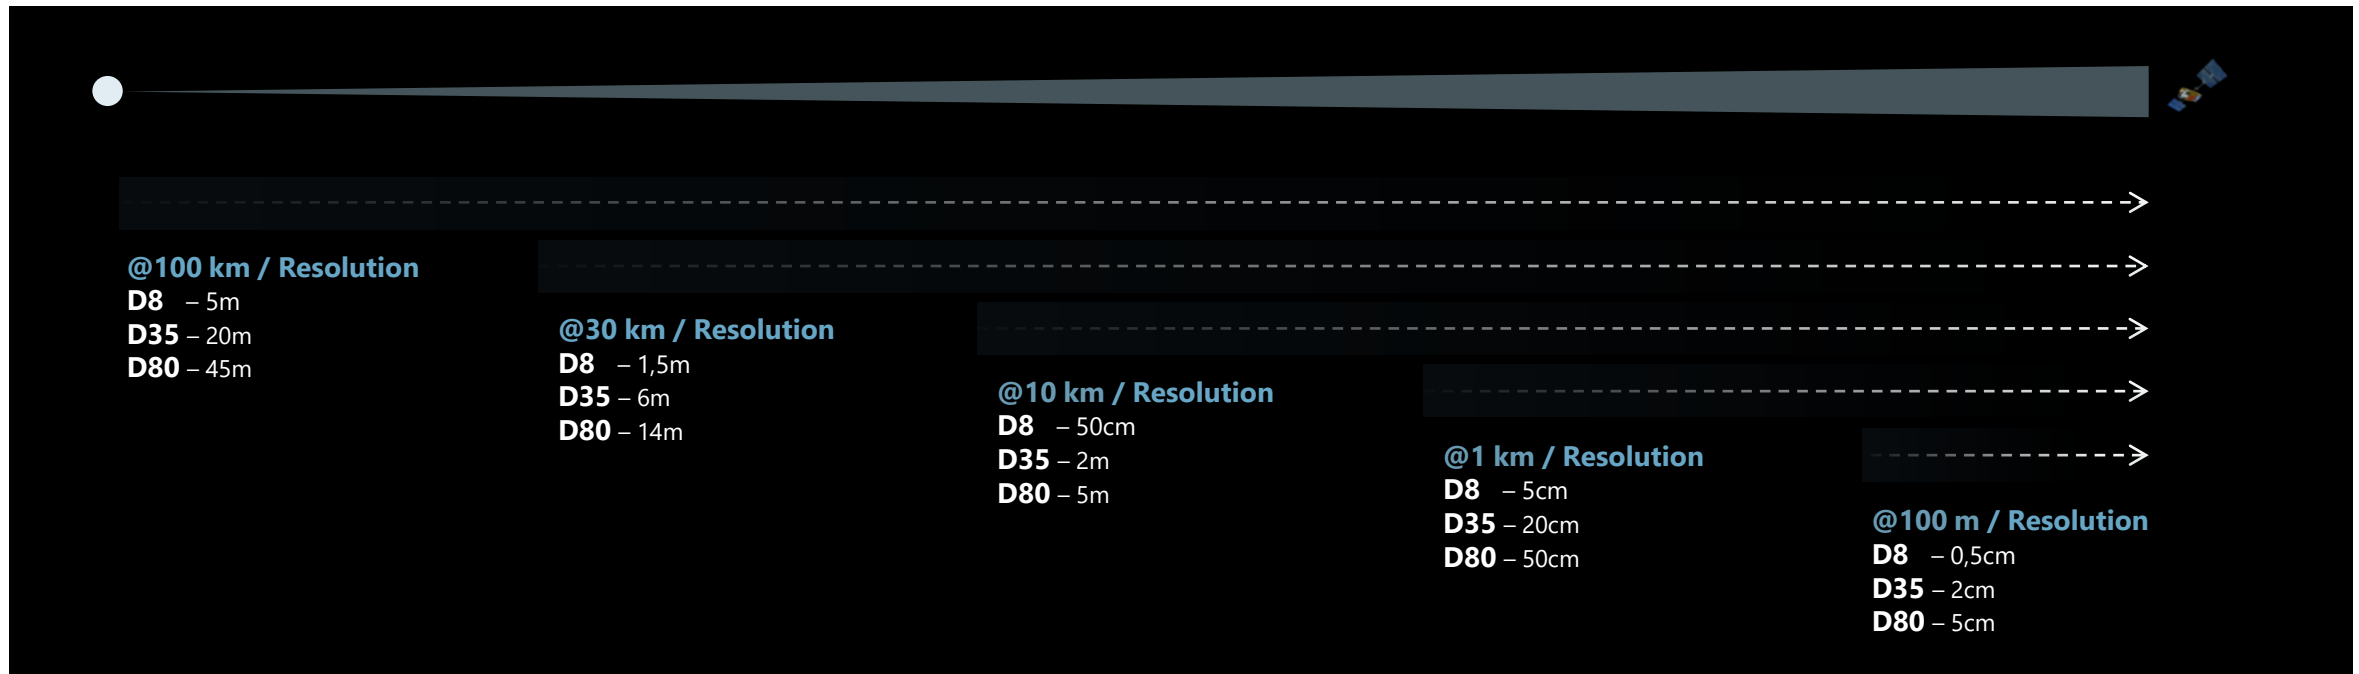 @100 km / Resolution
D8 – 5m
D35 – 20m
D80 – 45m
@30 km / Resolution
D8 – 1,5m
D35 – 6m
D80 – 14m
@10 km / Resolution
D8 – 50cm
D35 – 2m
D80 – 5m
@1 km / Resolution
D8 – 5cm
D35 – 20cm
D80 – 50cm
@100 m / Resolution
D8 – 0,5cm
D35 – 2cm
D80 – 5cm